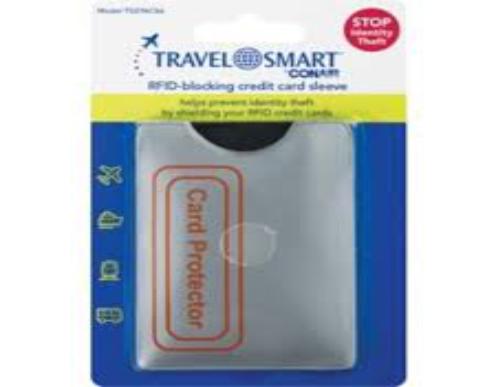 STOP
Identity
Theft
TRAVEL SMART
BY CONAIR
RFID-blocking credit card sleeve
helps prevent identity theft
by shielding your RFID credit cards
Card Protector